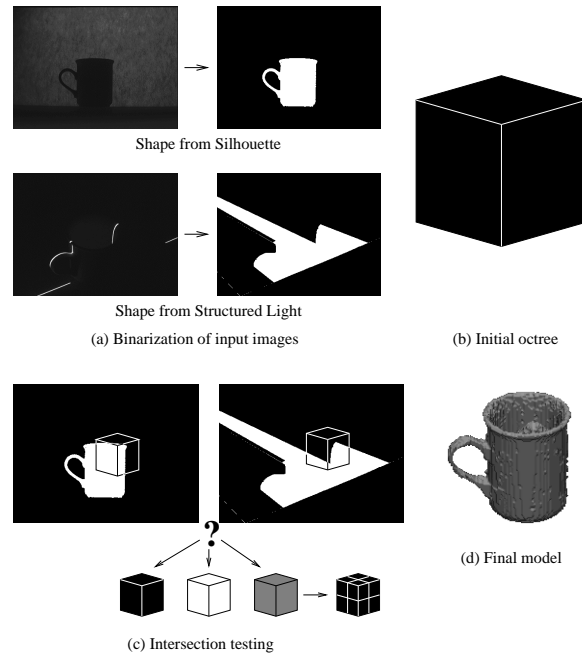 Shape from Silhouette
Shape from Structured Light
(a) Binarization of input images
(b) Initial octree
?
(c) Intersection testing
(d) Final model